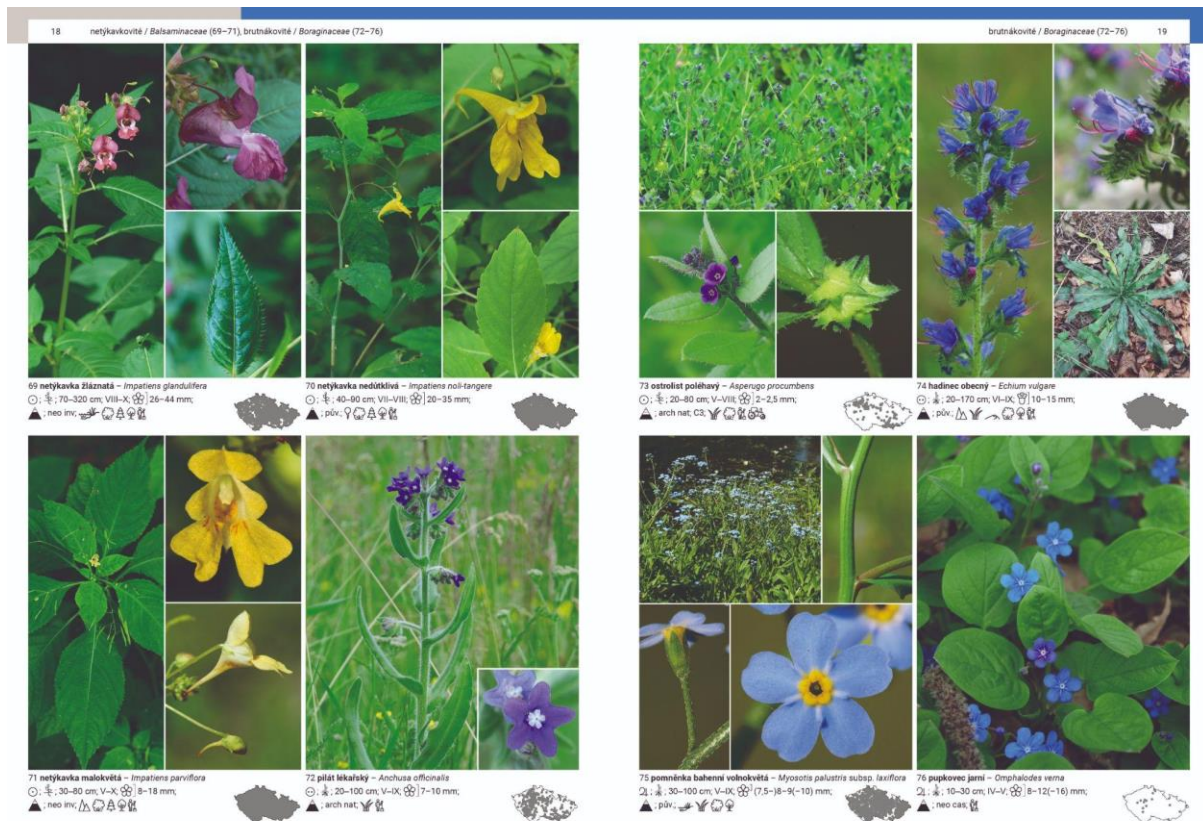 18 netýkavkovité / Balsaminaceae (69–71), brutnákovité / Boraginaceae (72–76)
69 netýkavka žláznatá – Impatiens glandulifera
70–320 cm; VIII–X; 26–44 mm;
; neo inv;
70 netýkavka nedůtklivá – Impatiens noli-tangere
40–90 cm; VII–VIII; 20–35 mm;
; pův.;
71 netýkavka malokvětá – Impatiens parviflora
30–80 cm; V–X; 8–18 mm;
; neo inv;
72 pilát lékařský – Anchusa officinalis
20–100 cm; V–IX; 7–10 mm;
; arch nat;
brutnákovité / Boraginaceae (72–76) 19
73 ostrolist poléhavý – Asperugo procumbens
20–80 cm; V–VIII; 2–2,5 mm;
; arch nat; C3;
74 hadinec obecný – Echium vulgare
20–170 cm; VI–IX; 10–15 mm;
; pův.;
75 pomněnka bahenní volnokvětá – Myosotis palustris subsp. laxiflora
30–100 cm; V–IX; (7,5–)8–9(–10) mm;
; pův.;
76 pupkovec jarní – Omphalodes verna
10–30 cm; IV–V; 8–12(–16) mm;
; neo cas;